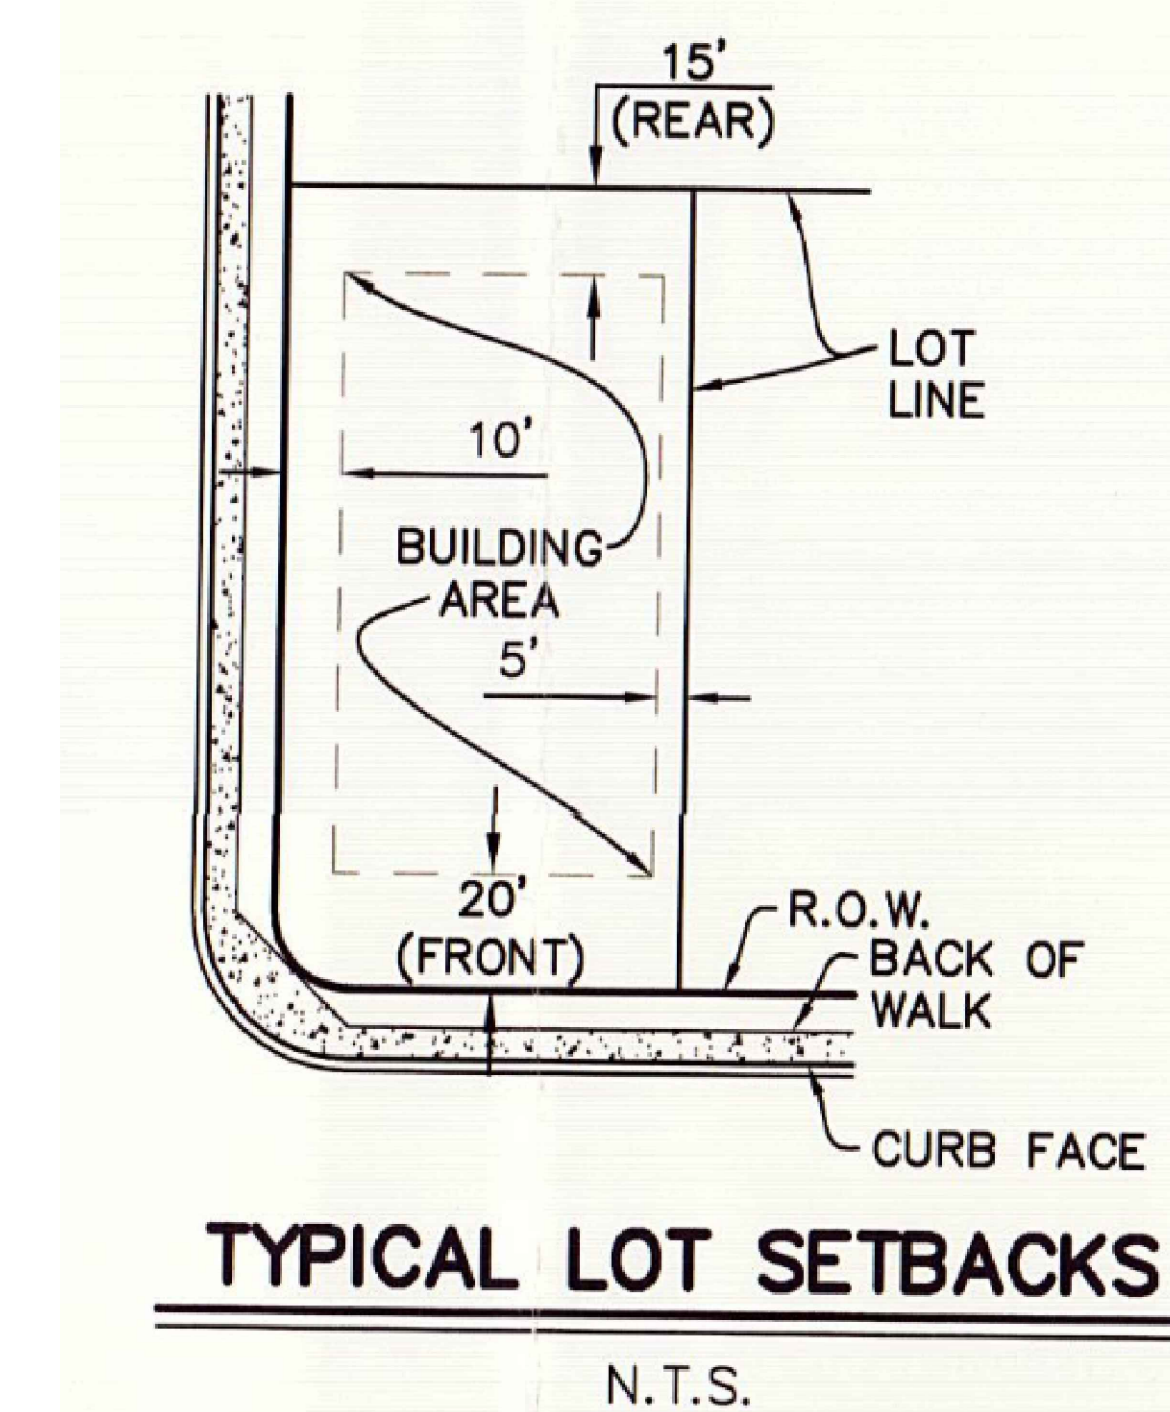 15'
(REAR)
LOT
LINE
10'
BUILDING
AREA
5'
20'
(FRONT)
R.O.W.
BACK OF
WALK
CURB FACE
TYPICAL LOT SETBACKS
N.T.S.